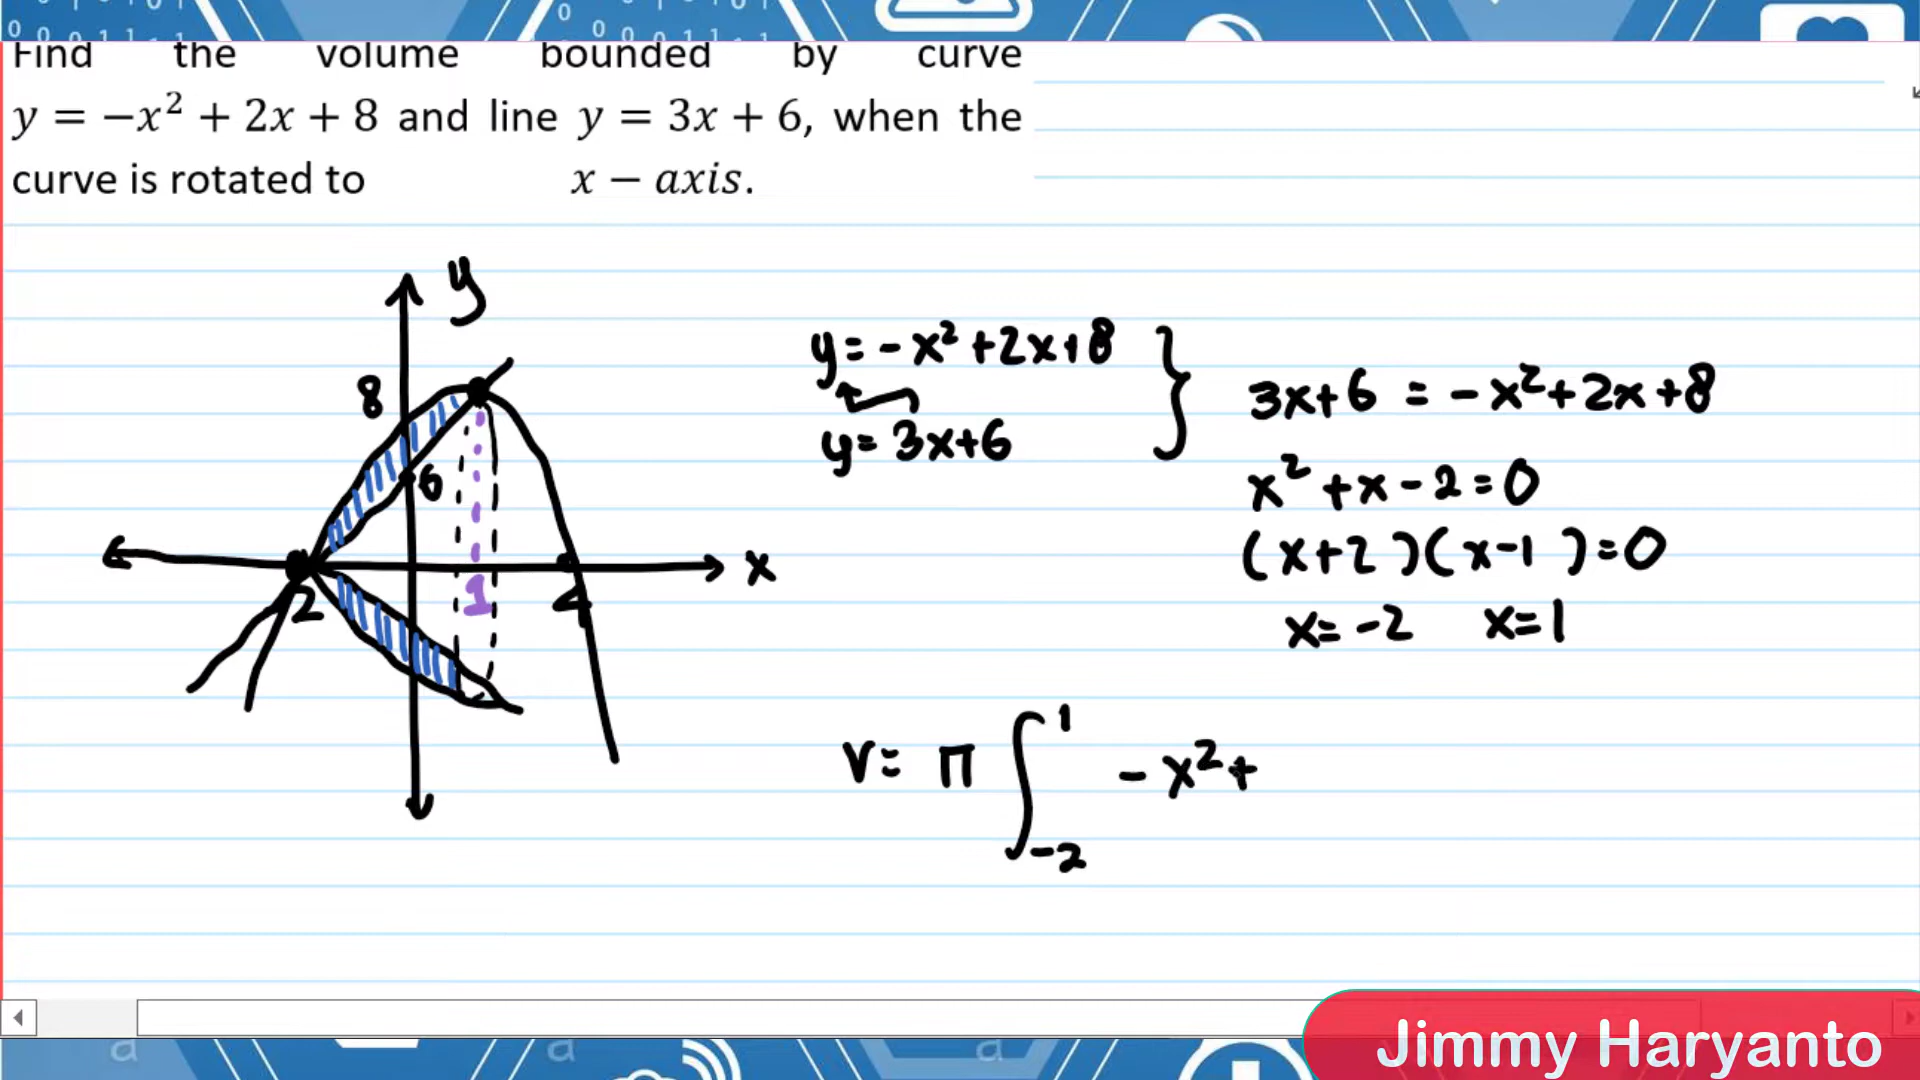 Find the volume bounded by curve
y = −x² + 2x + 8 and line y = 3x + 6, when the
curve is rotated to x − axis.
y
8
6
x
2
1
4
y = -x² + 2x + 8
y = 3x+6
}
3x+6 = -x² + 2x + 8
x² + x - 2 = 0
(x+2)(x-1) = 0
x = -2 x = 1
V = π ∫ 1 -2 - x² +
Jimmy Haryanto